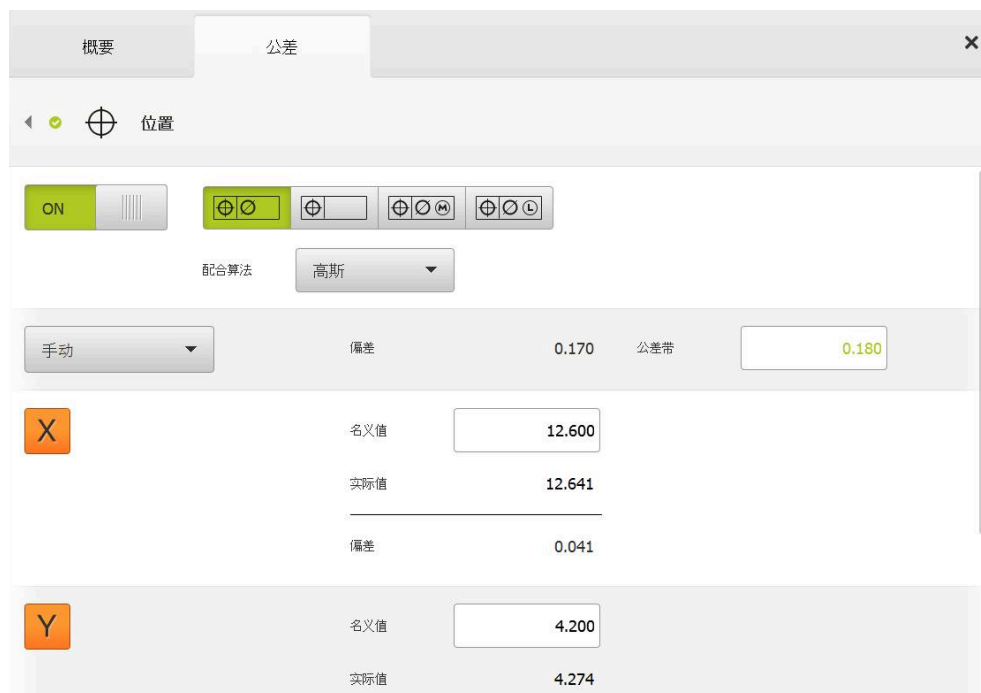 概要 公差
位置
ON Ⓜ Ⓛ
配合算法 高斯
手动 偏差 0.170 公差带 0.180
X 名义值 12.600
实际值 12.641
偏差 0.041
Y 名义值 4.200
实际值 4.274